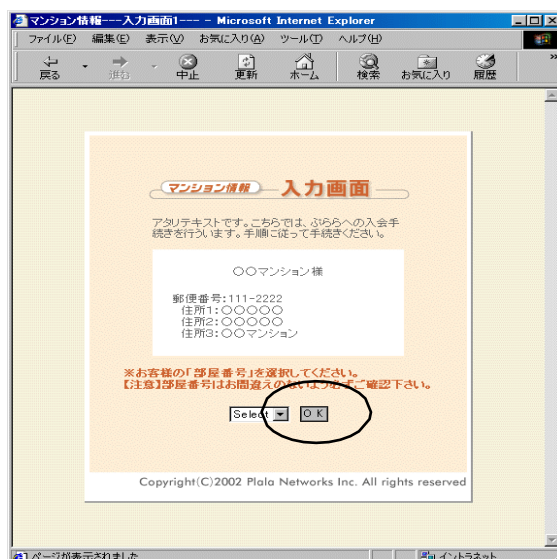 マンション情報---入力画面1--- - Microsoft Internet Explorer
ファイル(F) 編集(E) 表示(V) お気に入り(A) ツール(T) ヘルプ(H)
戻る 進む 中止 更新 ホーム 検索 お気に入り 履歴 »
マンション情報 入力画面
アタリテキストです。こちらでは、ぷららへの入会手
続きを行ういます。手順に従って手続きください。
〇〇マンション様
郵便番号:111-2222
住所1:〇〇〇〇〇
住所2:〇〇〇〇〇
住所3:〇〇マンション
※お客様の「部屋番号」を選択してください。
【注意】部屋番号はお間違えのないよう必ずご確認下さい。
Select OK
Copyright(C)2002 Plala Networks Inc. All rights reserved
ページが表示されました イントラネット